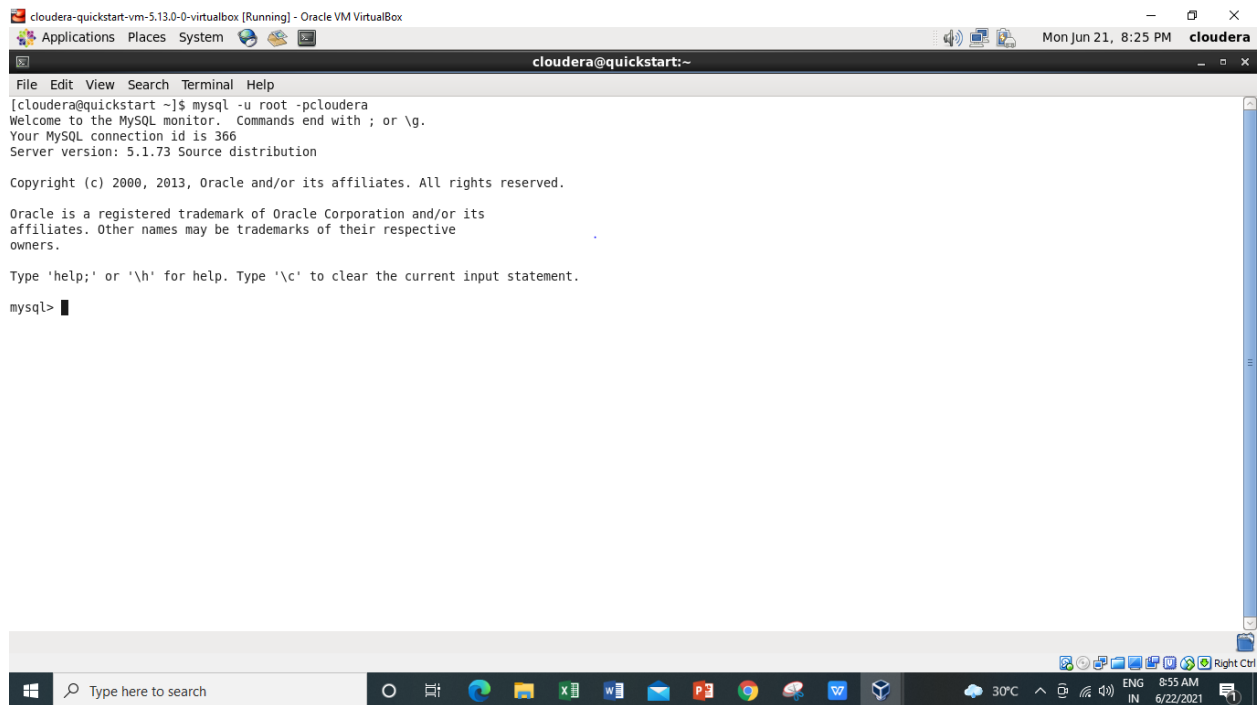 cloudera-quickstart-vm-5.13.0-0-virtualbox [Running] - Oracle VM VirtualBox
Applications Places System Mon Jun 21, 8:25 PM cloudera
cloudera@quickstart:~
File Edit View Search Terminal Help
[cloudera@quickstart ~]$ mysql -u root -pcloudera
Welcome to the MySQL monitor.  Commands end with ; or \g.
Your MySQL connection id is 366
Server version: 5.1.73 Source distribution
Copyright (c) 2000, 2013, Oracle and/or its affiliates. All rights reserved.
Oracle is a registered trademark of Oracle Corporation and/or its
affiliates. Other names may be trademarks of their respective
owners.
Type 'help;' or '\h' for help. Type '\c' to clear the current input statement.
mysql>
Right Ctrl
Type here to search 30°C ENG 8:55 AM
IN 6/22/2021